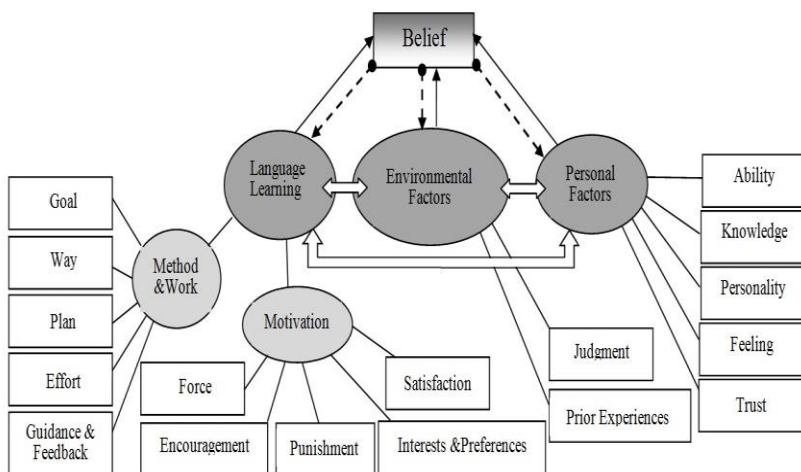 Belief
Language
Learning
Environmental
Factors
Personal
Factors
Method
&Work
Motivation
Goal
Way
Plan
Effort
Guidance &
Feedback
Force
Encouragement
Punishment
Interests &Preferences
Satisfaction
Judgment
Prior Experiences
Ability
Knowledge
Personality
Feeling
Trust